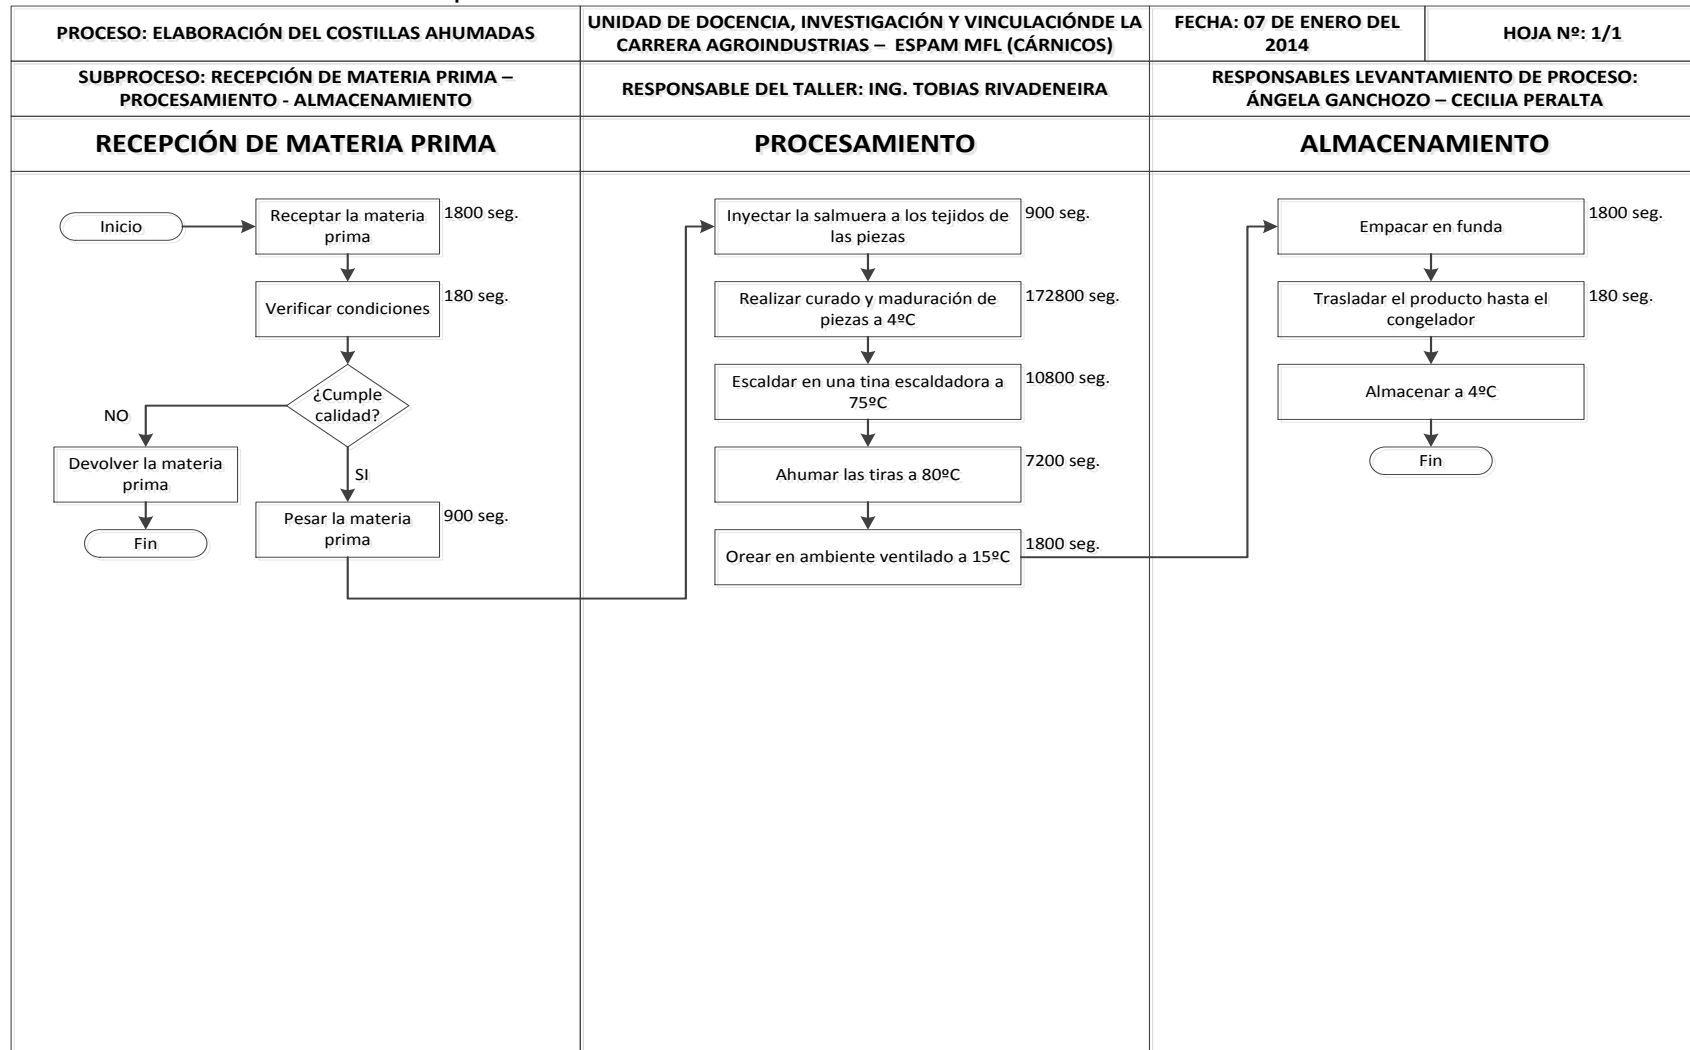 PROCESO: ELABORACIÓN DEL COSTILLAS AHUMADAS
UNIDAD DE DOCENCIA, INVESTIGACIÓN Y VINCULACIÓNDE LA
CARRERA AGROINDUSTRIAS – ESPAM MFL (CÁRNICOS)
FECHA: 07 DE ENERO DEL
2014
HOJA Nº: 1/1
SUBPROCESO: RECEPCIÓN DE MATERIA PRIMA –
PROCESAMIENTO - ALMACENAMIENTO
RESPONSABLE DEL TALLER: ING. TOBIAS RIVADENEIRA
RESPONSABLES LEVANTAMIENTO DE PROCESO:
ÁNGELA GANCHOZO – CECILIA PERALTA
RECEPCIÓN DE MATERIA PRIMA
PROCESAMIENTO
ALMACENAMIENTO
Inicio
Receptar la materia
prima
1800 seg.
Verificar condiciones
180 seg.
¿Cumple
calidad?
NO
Devolver la materia
prima
Fin
SI
Pesar la materia
prima
900 seg.
Inyectar la salmuera a los tejidos de
las piezas
900 seg.
Realizar curado y maduración de
piezas a 4ºC
172800 seg.
Escaldar en una tina escaldadora a
75ºC
10800 seg.
Ahumar las tiras a 80ºC
7200 seg.
Orear en ambiente ventilado a 15ºC
1800 seg.
Empacar en funda
1800 seg.
Trasladar el producto hasta el
congelador
180 seg.
Almacenar a 4ºC
Fin